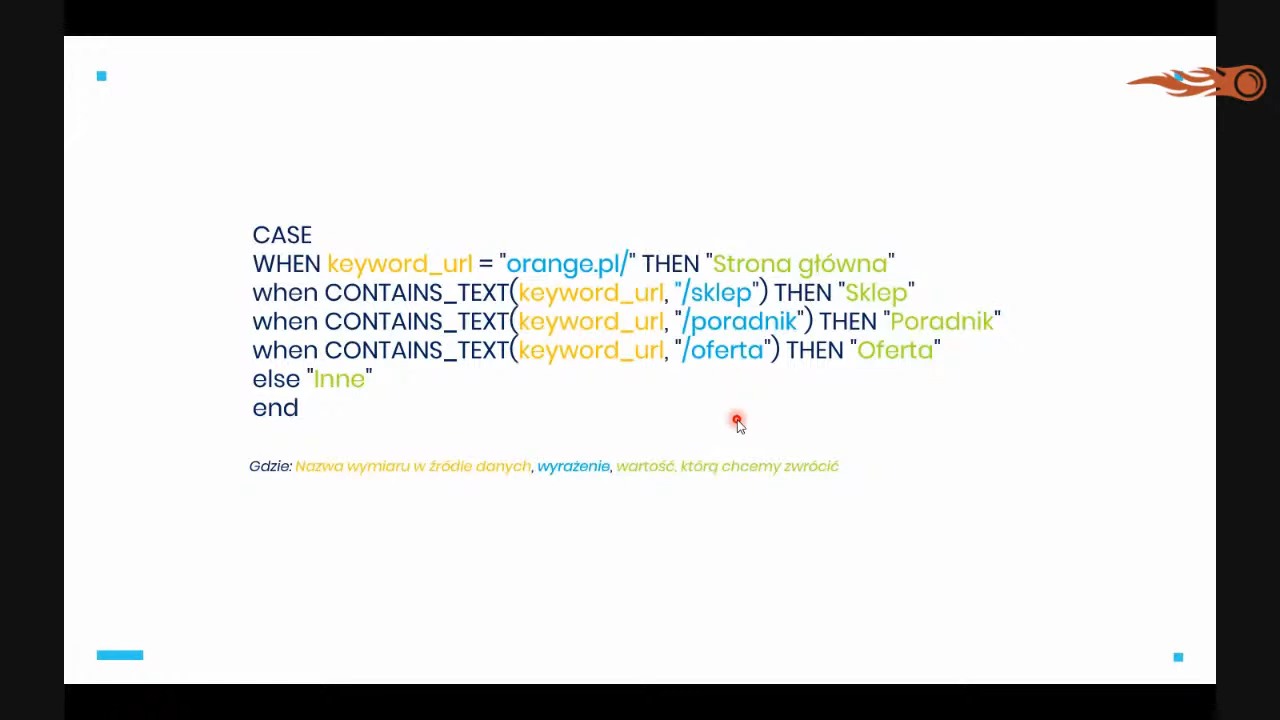 CASE
WHEN keyword_url = "orange.pl/" THEN "Strona główna"
when CONTAINS_TEXT(keyword_url, "/sklep") THEN "Sklep"
when CONTAINS_TEXT(keyword_url, "/poradnik") THEN "Poradnik"
when CONTAINS_TEXT(keyword_url, "/oferta") THEN "Oferta"
else "Inne"
end
Gdzie: Nazwa wymiaru w źródle danych, wyrażenie, wartość, którą chcemy zwrócić